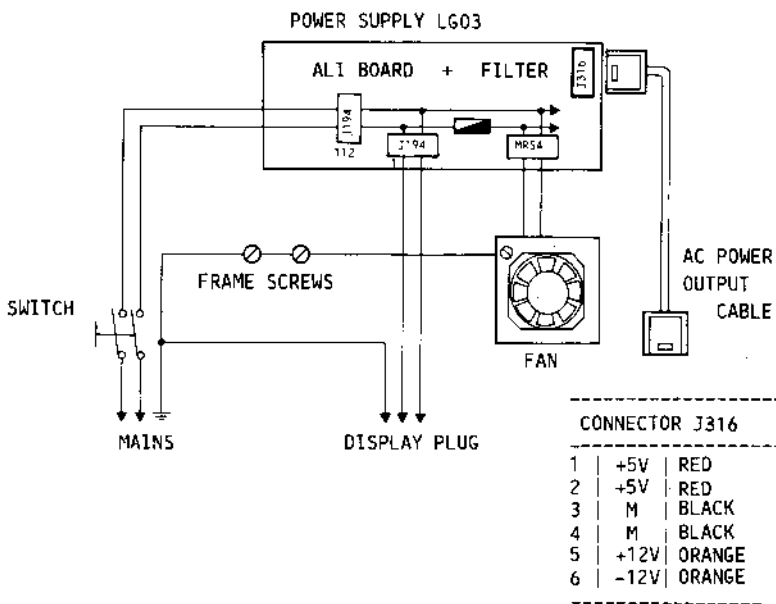 POWER SUPPLY LG03
ALI BOARD + FILTER
J316
J194
112
J194
MRS4
FRAME SCREWS
AC POWER
OUTPUT
CABLE
SWITCH
FAN
MAINS
DISPLAY PLUG
CONNECTOR J316
1 | +5V | RED
2 | +5V | RED
3 | M | BLACK
4 | M | BLACK
5 | +12V | ORANGE
6 | -12V | ORANGE